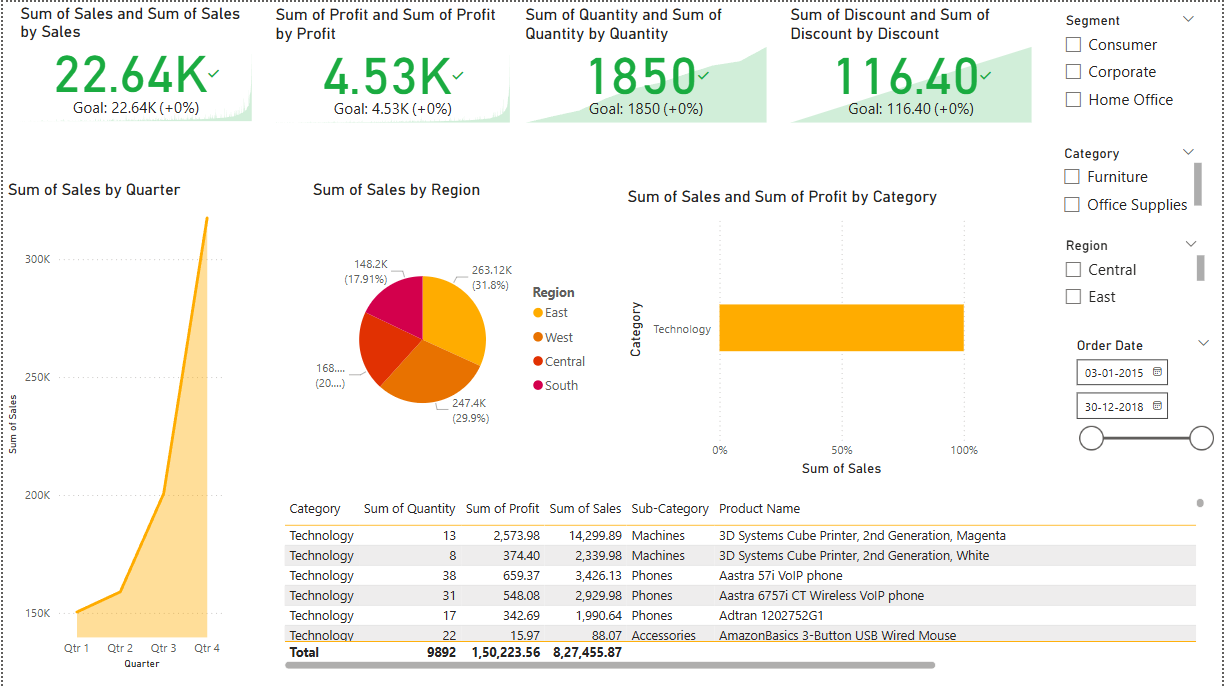 Sum of Sales and Sum of Sales
by Sales
22.64K
Goal: 22.64K (+0%)
Sum of Profit and Sum of Profit
by Profit
4.53K
Goal: 4.53K (+0%)
Sum of Quantity and Sum of
Quantity by Quantity
1850
Goal: 1850 (+0%)
Sum of Discount and Sum of
Discount by Discount
116.40
Goal: 116.40 (+0%)
Segment
Consumer
Corporate
Home Office
Category
Furniture
Office Supplies
Region
Central
East
Order Date
03-01-2015
30-12-2018
Sum of Sales by Quarter
Sum of Sales
300K
250K
200K
150K
Qtr 1 Qtr 2 Qtr 3 Qtr 4
Quarter
Sum of Sales by Region
148.2K
(17.91%)
263.12K
(31.8%)
168....
(20....)
247.4K
(29.9%)
Region
East
West
Central
South
Sum of Sales and Sum of Profit by Category
Category
Technology
0% 50% 100%
Sum of Sales
Category Sum of Quantity Sum of Profit Sum of Sales Sub-Category Product Name
Technology 13 2,573.98 14,299.89 Machines 3D Systems Cube Printer, 2nd Generation, Magenta
Technology 8 374.40 2,339.98 Machines 3D Systems Cube Printer, 2nd Generation, White
Technology 38 659.37 3,426.13 Phones Aastra 57i VoIP phone
Technology 31 548.08 2,929.98 Phones Aastra 6757i CT Wireless VoIP phone
Technology 17 342.69 1,990.64 Phones Adtran 1202752G1
Technology 22 15.97 88.07 Accessories AmazonBasics 3-Button USB Wired Mouse
Total 9892 1,50,223.56 8,27,455.87